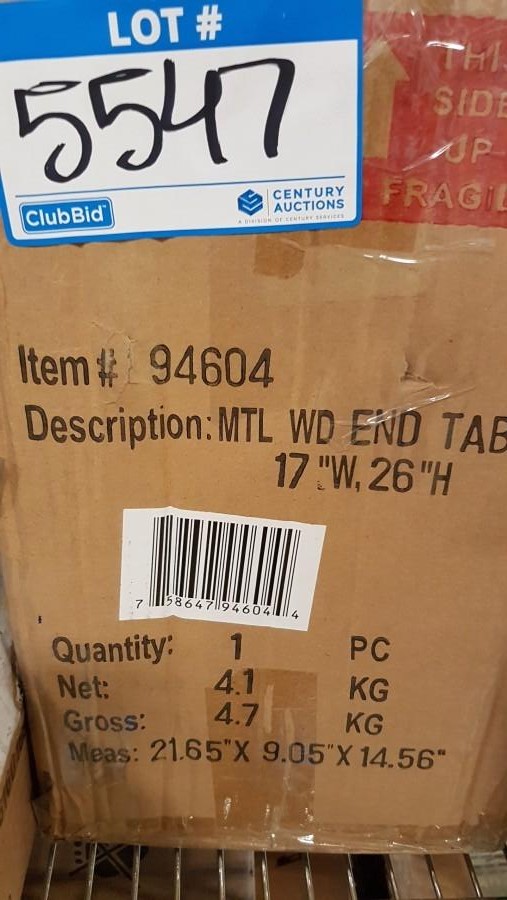 LOT #
5547
ClubBid
CENTURY
AUCTIONS
A DIVISION OF CENTURY SERVICES
THI
SIDE
UP
FRAGIL
Item # 94604
Description: MTL WD END TAB
17 "W, 26 "H
7 58647 94604 4
Quantity: 1 PC
Net: 4.1 KG
Gross: 4.7 KG
Meas: 21.65"X 9.05"X 14.56"